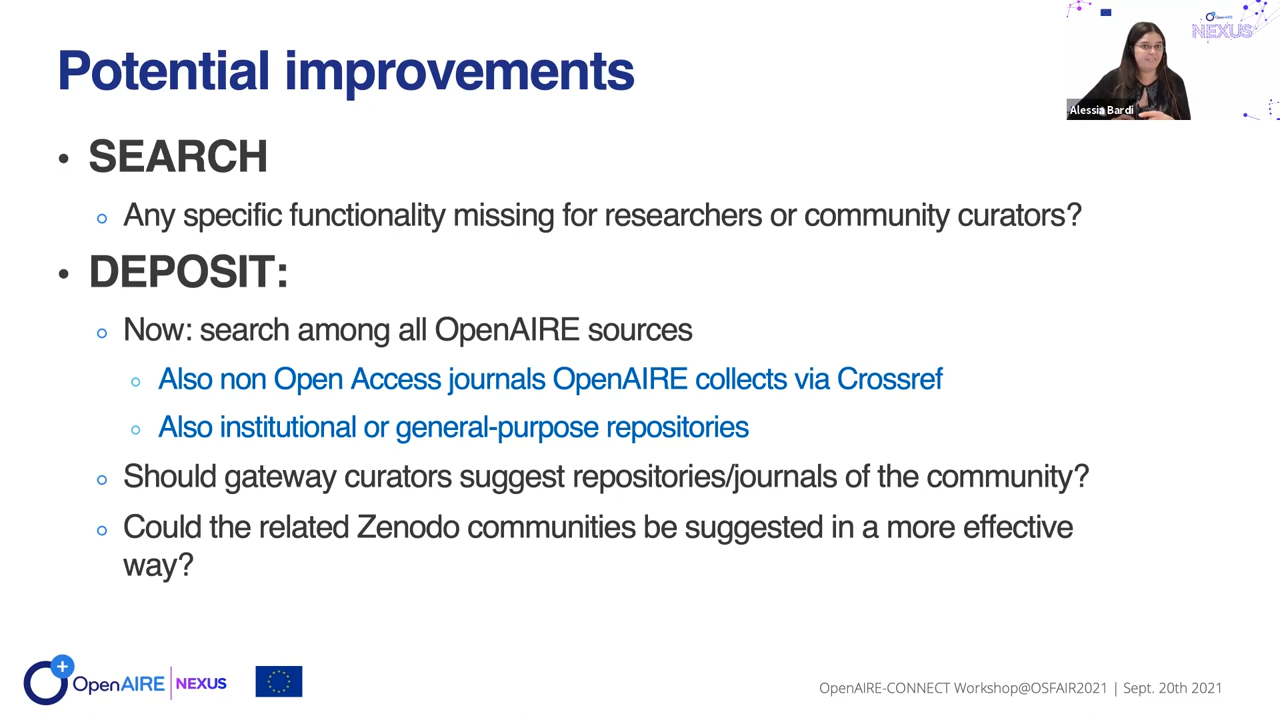 Potential improvements
OpenAIRE
NEXUS
Alessia Bardi
• SEARCH
Any specific functionality missing for researchers or community curators?
• DEPOSIT:
Now: search among all OpenAIRE sources
Also non Open Access journals OpenAIRE collects via Crossref
Also institutional or general-purpose repositories
Should gateway curators suggest repositories/journals of the community?
Could the related Zenodo communities be suggested in a more effective
way?
OpenAIRE | NEXUS
OpenAIRE-CONNECT Workshop@OSFAIR2021 | Sept. 20th 2021